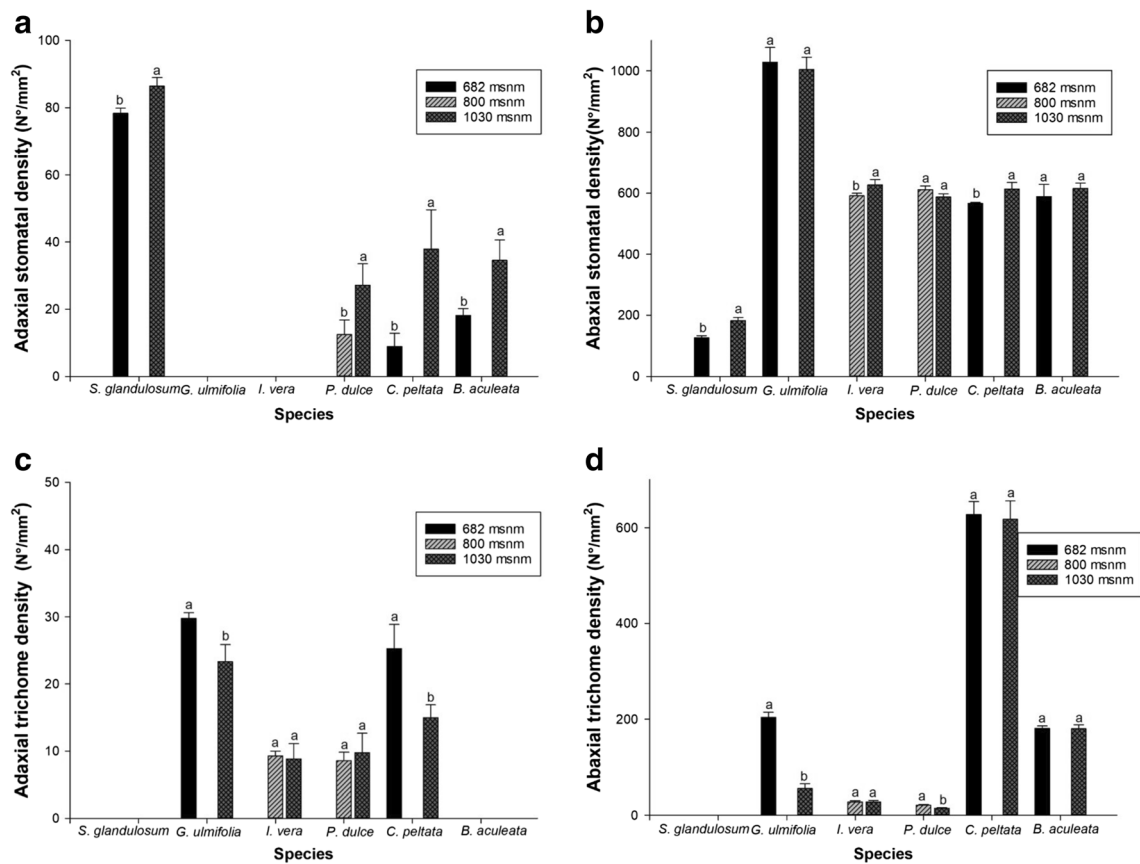 a
100
80
60
40
20
0
Adaxial stomatal density (N°/mm²)
682 msnm
800 msnm
1030 msnm
b
a
b
a
b
a
b
a
S. glandulosum
G. ulmifolia
I. vera
P. dulce
C. peltata
B. aculeata
Species
b
1000
800
600
400
200
0
Abaxial stomatal density(N°/mm²)
682 msnm
800 msnm
1030 msnm
b
a
a
a
b
a
a
a
b
a
a
a
S. glandulosum
G. ulmifolia
I. vera
P. dulce
C. peltata
B. aculeata
Species
c
50
40
30
20
10
0
Adaxial trichome density (N°/mm²)
682 msnm
800 msnm
1030 msnm
a
b
a
a
a
a
a
b
S. glandulosum
G. ulmifolia
I. vera
P. dulce
C. peltata
B. aculeata
Species
d
600
400
200
0
Abaxial trichome density (N°/mm²)
682 msnm
800 msnm
1030 msnm
a
b
a
a
a
b
a
a
a
a
S. glandulosum
G. ulmifolia
I. vera
P. dulce
C. peltata
B. aculeata
Species